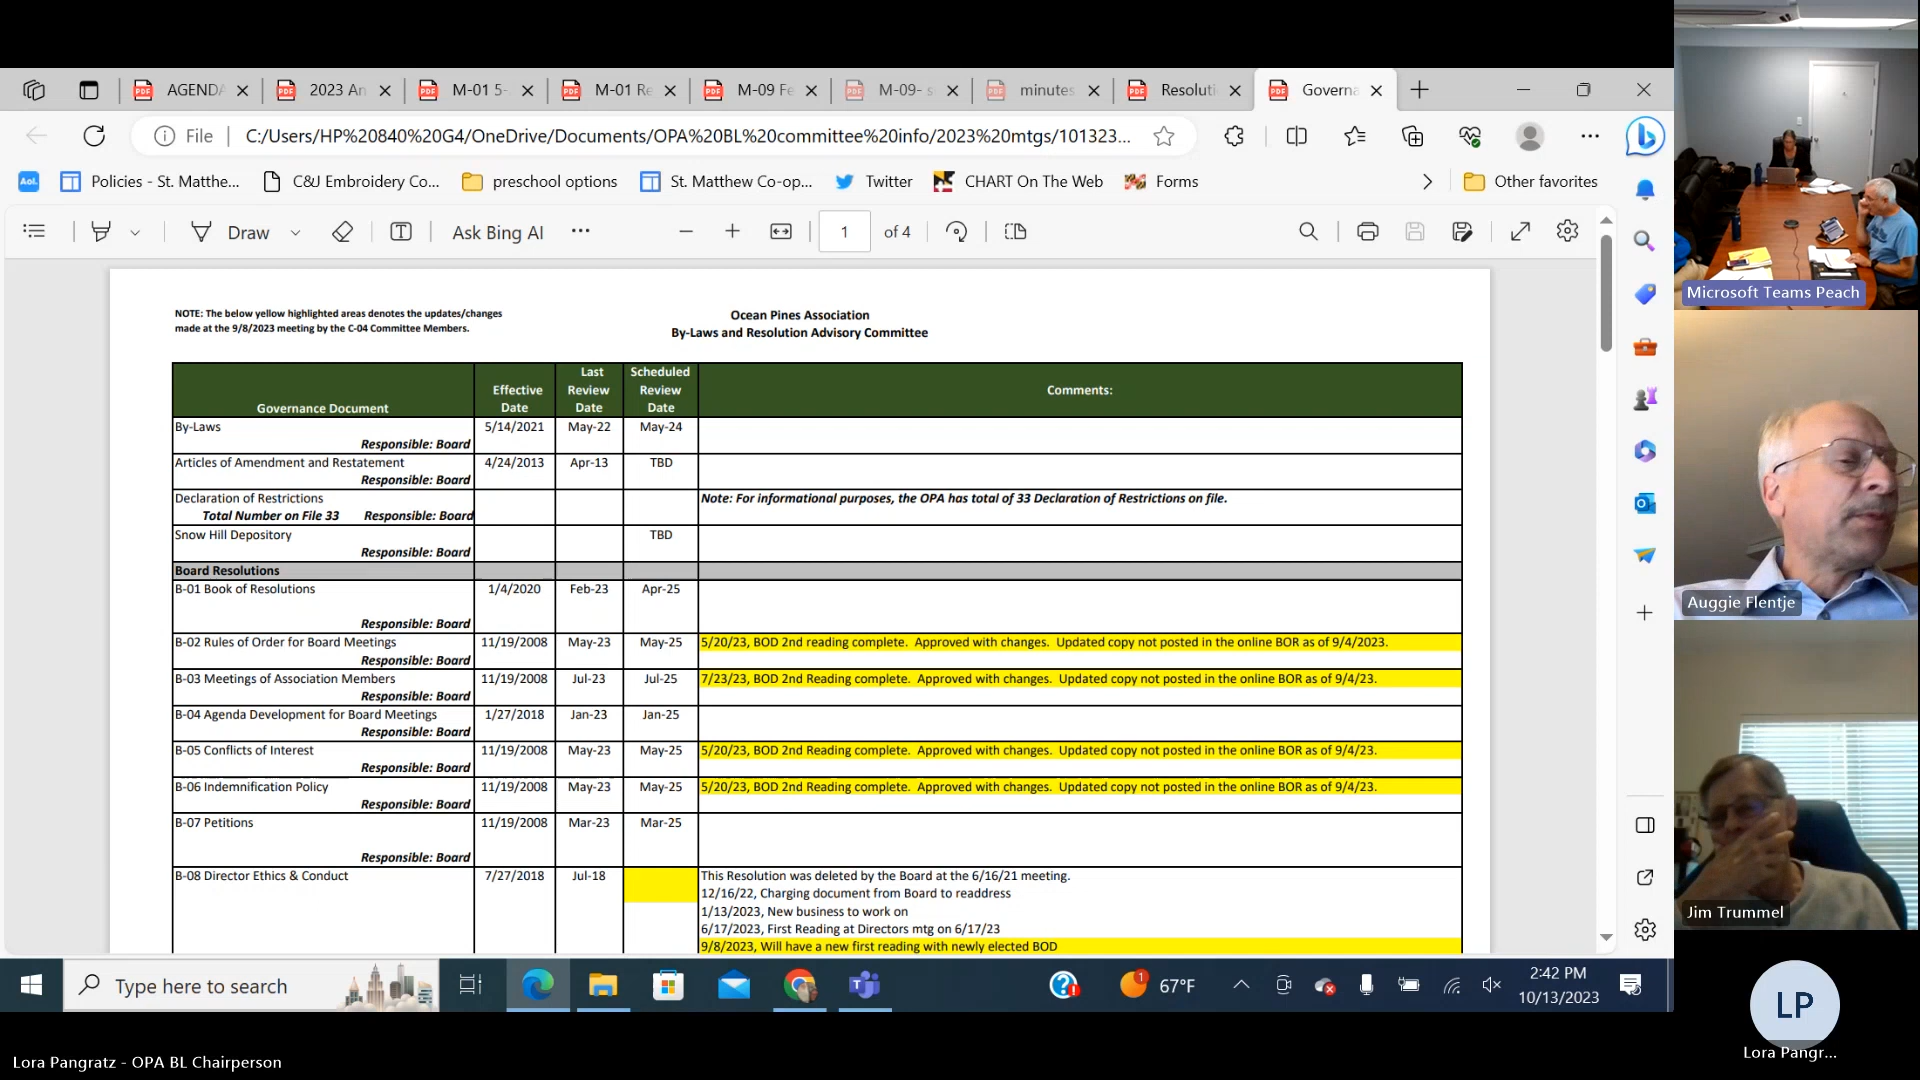 AGENDA
2023 An
M-01 5-
M-01 Re
M-09 Fe
M-09- s
minutes
Resoluti
Governa
File
C:/Users/HP%20840%20G4/OneDrive/Documents/OPA%20BL%20committee%20info/2023%20mtgs/101323...
Aol.
Policies - St. Matthe...
C&J Embroidery Co...
preschool options
St. Matthew Co-op...
Twitter
CHART On The Web
Forms
Other favorites
Draw
Ask Bing AI
1
of 4
NOTE: The below yellow highlighted areas denotes the updates/changes
made at the 9/8/2023 meeting by the C-04 Committee Members.
Ocean Pines Association
By-Laws and Resolution Advisory Committee
Governance Document
Effective
Date
Last
Review
Date
Scheduled
Review
Date
Comments:
By-Laws 5/14/2021 May-22 May-24
Responsible: Board
Articles of Amendment and Restatement 4/24/2013 Apr-13 TBD
Responsible: Board
Declaration of Restrictions Note: For informational purposes, the OPA has total of 33 Declaration of Restrictions on file.
Total Number on File 33 Responsible: Board
Snow Hill Depository TBD
Responsible: Board
Board Resolutions
B-01 Book of Resolutions 1/4/2020 Feb-23 Apr-25
Responsible: Board
B-02 Rules of Order for Board Meetings 11/19/2008 May-23 May-25 5/20/23, BOD 2nd reading complete. Approved with changes. Updated copy not posted in the online BOR as of 9/4/2023.
Responsible: Board
B-03 Meetings of Association Members 11/19/2008 Jul-23 Jul-25 7/23/23, BOD 2nd Reading complete. Approved with changes. Updated copy not posted in the online BOR as of 9/4/23.
Responsible: Board
B-04 Agenda Development for Board Meetings 1/27/2018 Jan-23 Jan-25
Responsible: Board
B-05 Conflicts of Interest 11/19/2008 May-23 May-25 5/20/23, BOD 2nd Reading complete. Approved with changes. Updated copy not posted in the online BOR as of 9/4/23.
Responsible: Board
B-06 Indemnification Policy 11/19/2008 May-23 May-25 5/20/23, BOD 2nd Reading complete. Approved with changes. Updated copy not posted in the online BOR as of 9/4/23.
Responsible: Board
B-07 Petitions 11/19/2008 Mar-23 Mar-25
Responsible: Board
B-08 Director Ethics & Conduct 7/27/2018 Jul-18 This Resolution was deleted by the Board at the 6/16/21 meeting.
12/16/22, Charging document from Board to readdress
1/13/2023, New business to work on
6/17/2023, First Reading at Directors mtg on 6/17/23
9/8/2023, Will have a new first reading with newly elected BOD
Type here to search
1
67°F
2:42 PM
10/13/2023
Microsoft Teams Peach
Auggie Flentje
Jim Trummel
LP
Lora Pangr...
Lora Pangratz - OPA BL Chairperson